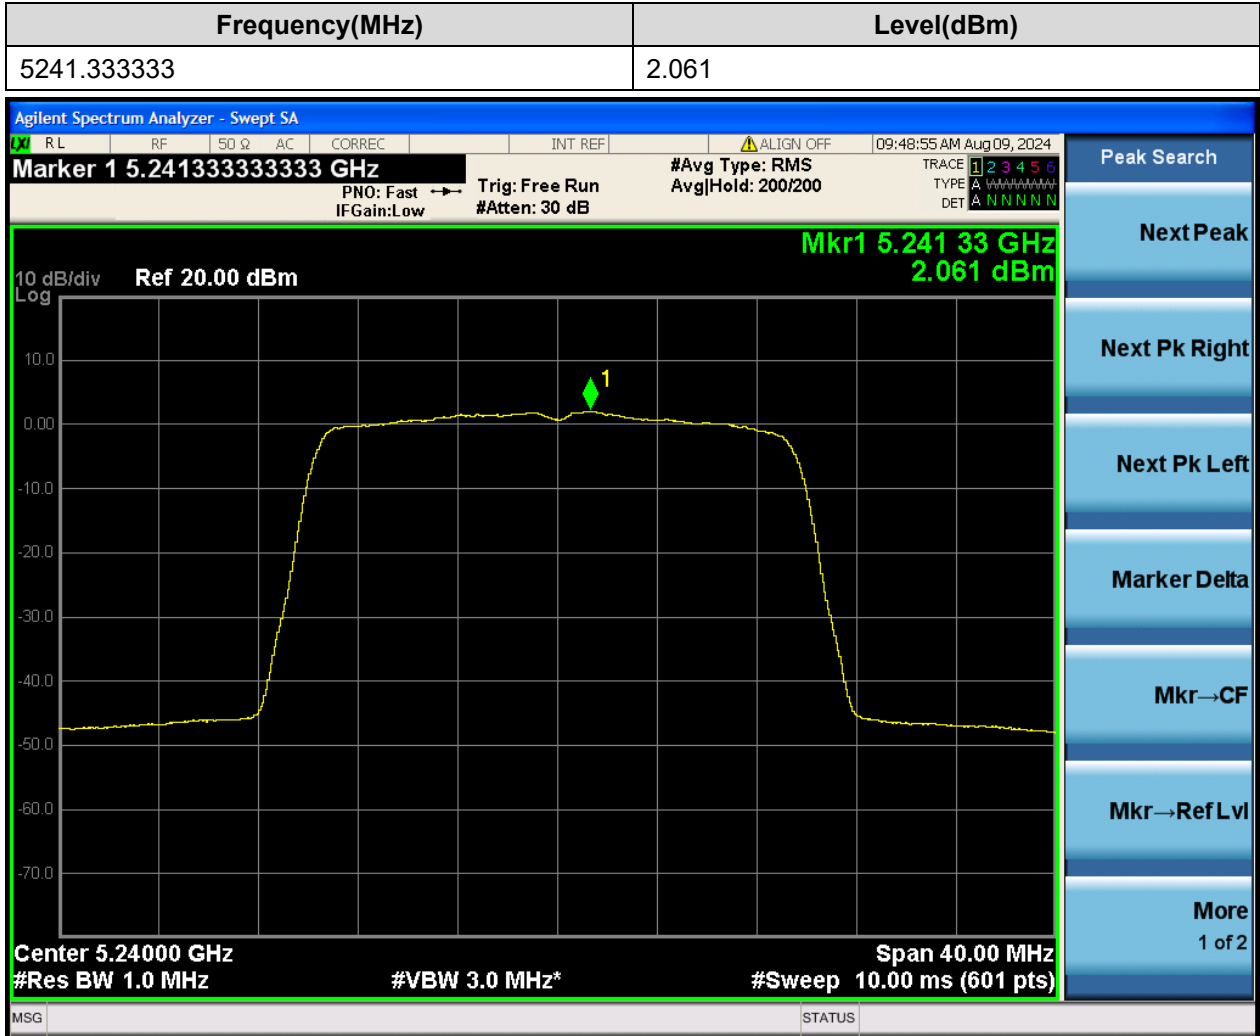 Frequency(MHz) Level(dBm)
5241.333333 2.061
Agilent Spectrum Analyzer - Swept SA
LXI RL RF 50 Ω AC CORREC INT REF ALIGN OFF 09:48:55 AM Aug 09, 2024
Marker 1 5.241333333333 GHz
PNO: Fast
IFGain:Low
Trig: Free Run
#Atten: 30 dB
#Avg Type: RMS
Avg|Hold: 200/200
TRACE 1 2 3 4 5 6
TYPE A WWWWW
DET A N N N N N
Peak Search
Mkr1 5.241 33 GHz
2.061 dBm
10 dB/div Ref 20.00 dBm
Log
10.0
0.00
-10.0
-20.0
-30.0
-40.0
-50.0
-60.0
-70.0
1
Center 5.24000 GHz Span 40.00 MHz
#Res BW 1.0 MHz #VBW 3.0 MHz* #Sweep 10.00 ms (601 pts)
Next Peak
Next Pk Right
Next Pk Left
Marker Delta
Mkr→CF
Mkr→Ref Lvl
More
1 of 2
MSG STATUS